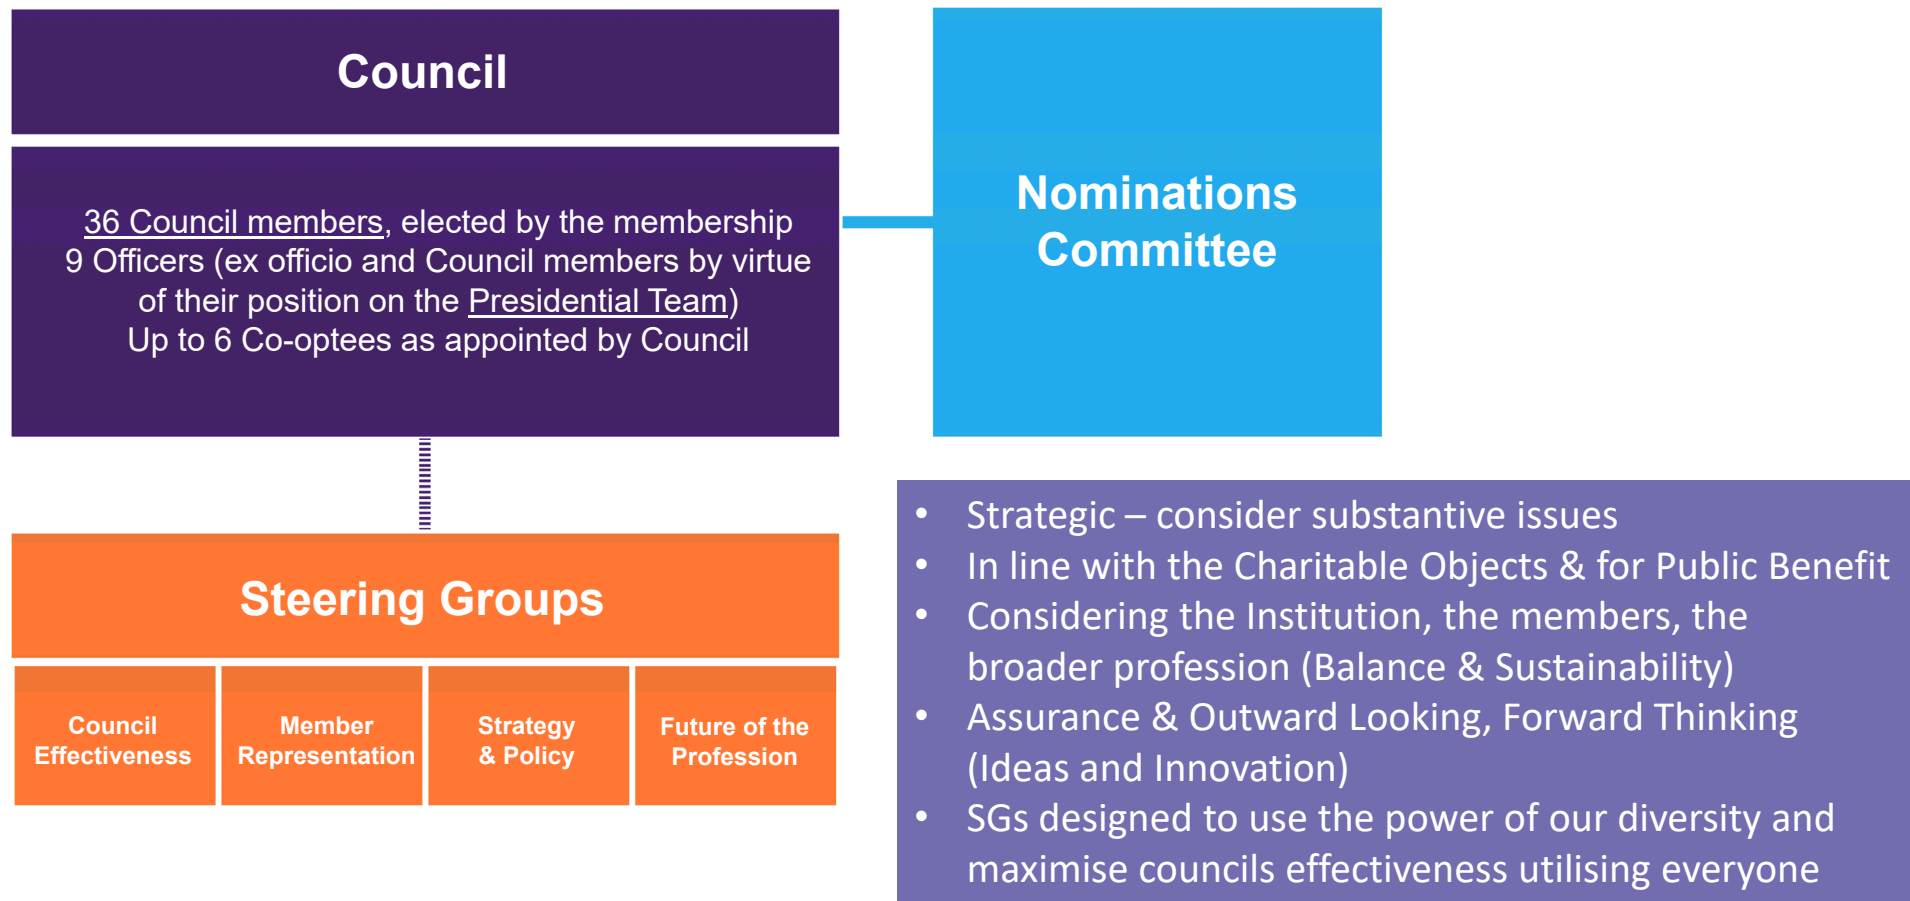 Council
36 Council members, elected by the membership
9 Officers (ex officio and Council members by virtue
of their position on the Presidential Team)
Up to 6 Co-optees as appointed by Council
Nominations
Committee
Steering Groups
Council
Effectiveness
Member
Representation
Strategy
& Policy
Future of the
Profession
• Strategic – consider substantive issues
• In line with the Charitable Objects & for Public Benefit
• Considering the Institution, the members, the
broader profession (Balance & Sustainability)
• Assurance & Outward Looking, Forward Thinking
(Ideas and Innovation)
• SGs designed to use the power of our diversity and
maximise councils effectiveness utilising everyone